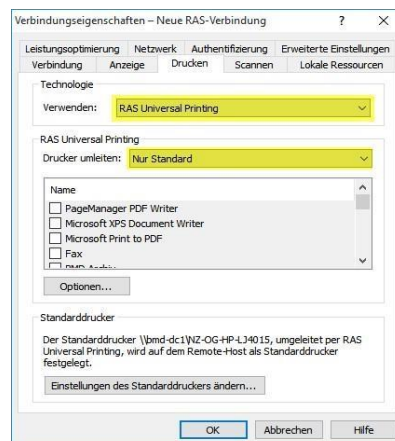 Verbindungseigenschaften – Neue RAS-Verbindung
Leistungsoptimierung Netzwerk Authentifizierung Erweiterte Einstellungen
Verbindung Anzeige Drucken Scannen Lokale Ressourcen
Technologie
Verwenden: RAS Universal Printing
RAS Universal Printing
Drucker umleiten: Nur Standard
Name
PageManager PDF Writer
Microsoft XPS Document Writer
Microsoft Print to PDF
Fax
Optionen...
Standarddrucker
Der Standarddrucker \\bmd-dc1\NZ-OG-HP-LJ4015, umgeleitet per RAS
Universal Printing, wird auf dem Remote-Host als Standarddrucker
festgelegt.
Einstellungen des Standarddruckers ändern...
OK Abbrechen Hilfe